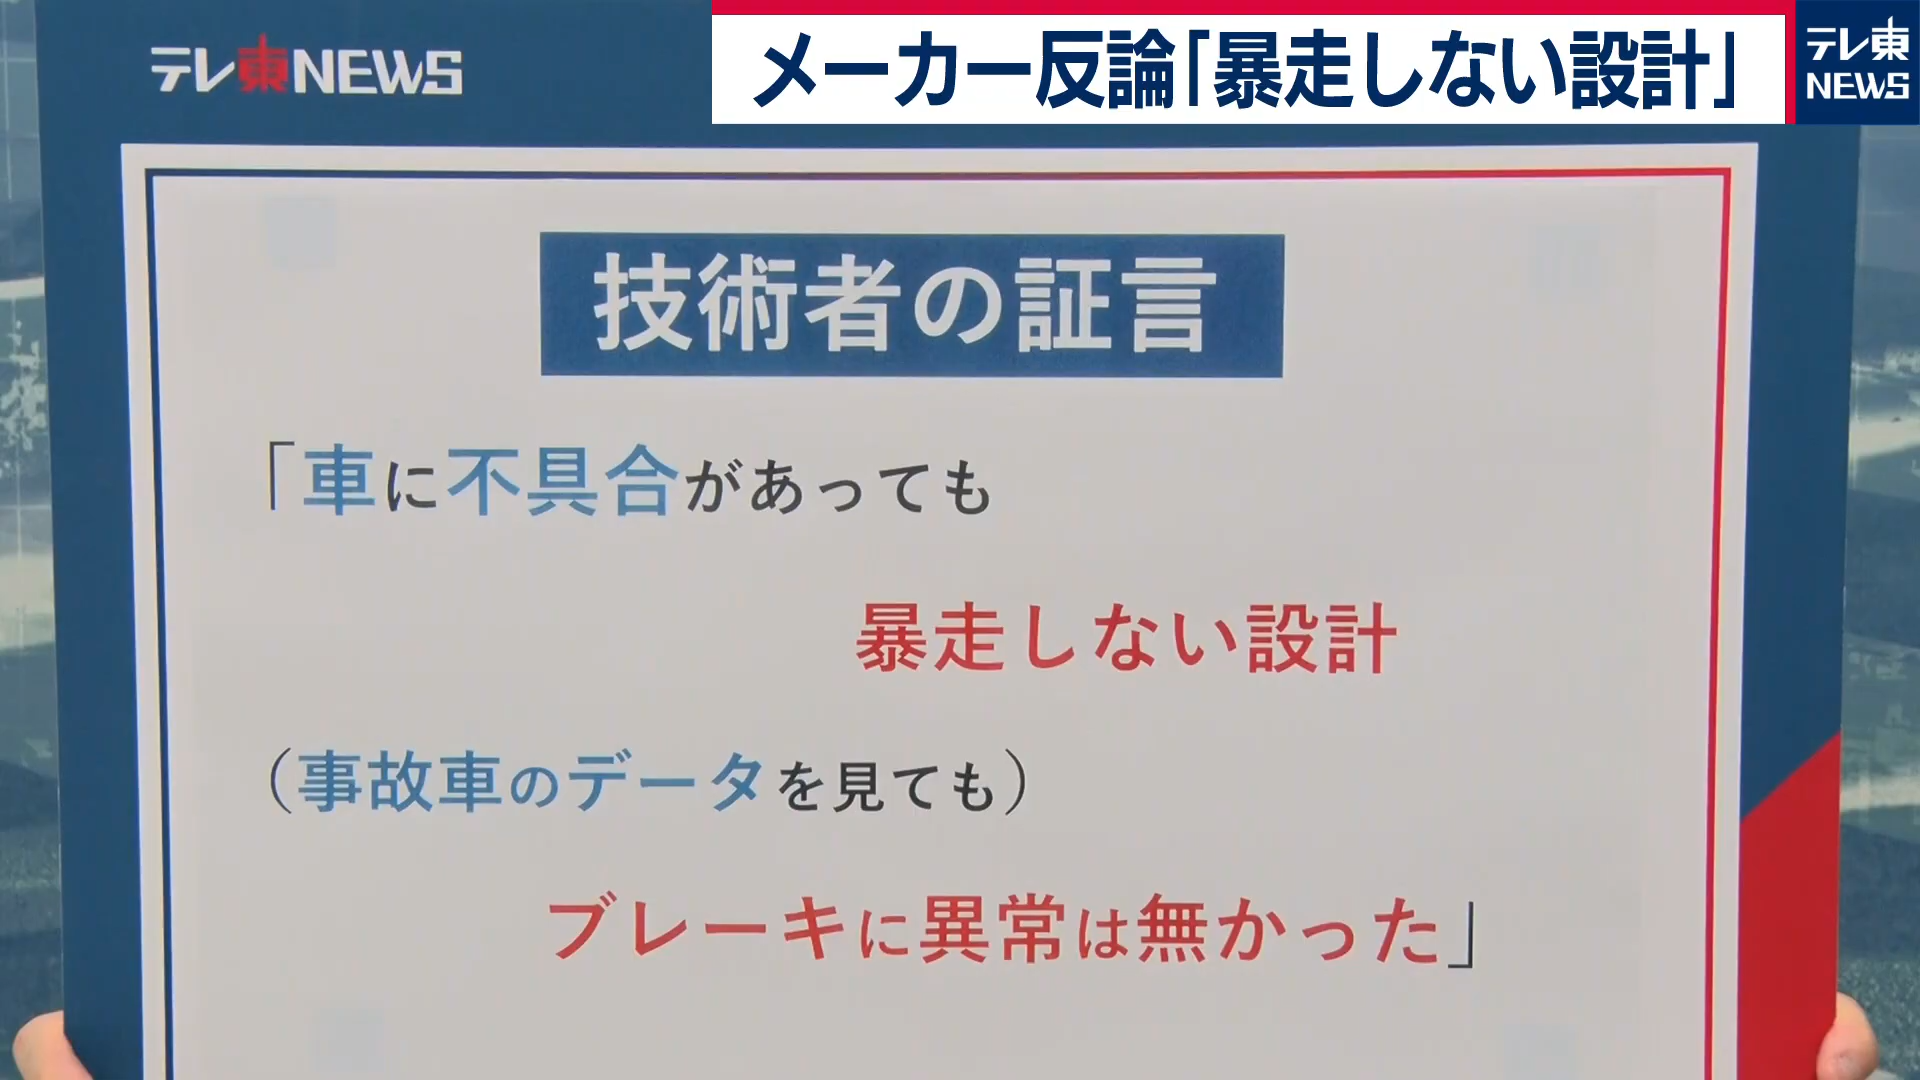 テレ東NEWS
メーカー反論「暴走しない設計」
テレ東
NEWS
技術者の証言
「車に不具合があっても
暴走しない設計
（事故車のデータを見ても）
ブレーキに異常は無かった」